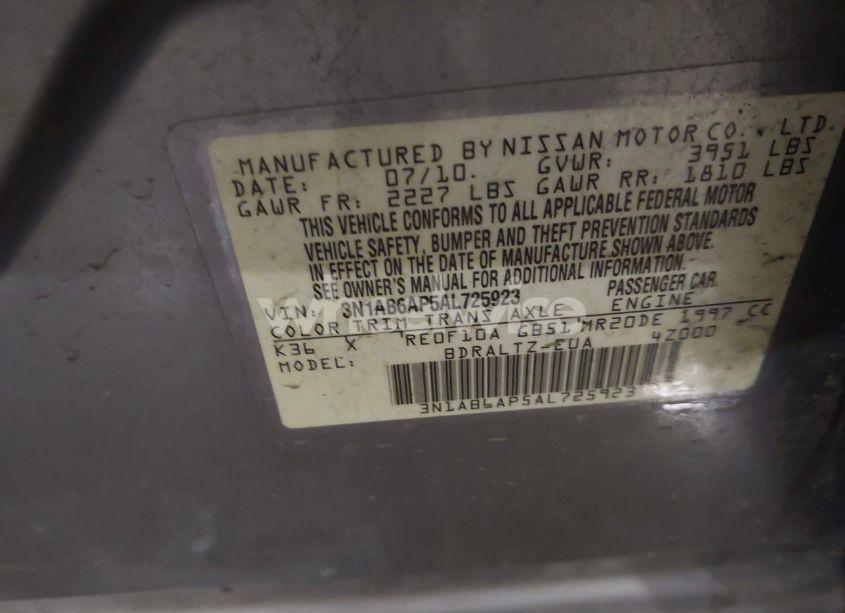 MANUFACTURED BY NISSAN MOTOR CO., LTD.
DATE: 07/10. GVWR: 3951 LBS
GAWR FR: 2227 LBS GAWR RR: 1810 LBS
THIS VEHICLE CONFORMS TO ALL APPLICABLE FEDERAL MOTOR
VEHICLE SAFETY, BUMPER AND THEFT PREVENTION STANDARDS
IN EFFECT ON THE DATE OF MANUFACTURE SHOWN ABOVE.
SEE OWNER'S MANUAL FOR ADDITIONAL INFORMATION.
VIN: 3N1AB6AP5AL725923 PASSENGER CAR.
COLOR TRIM TRANS AXLE ENGINE
K36 X RE0F10A GB51 MR20DE 1997 CC
MODEL: BDRALTZ-EUA 4Z000
3N1AB6AP5AL725923